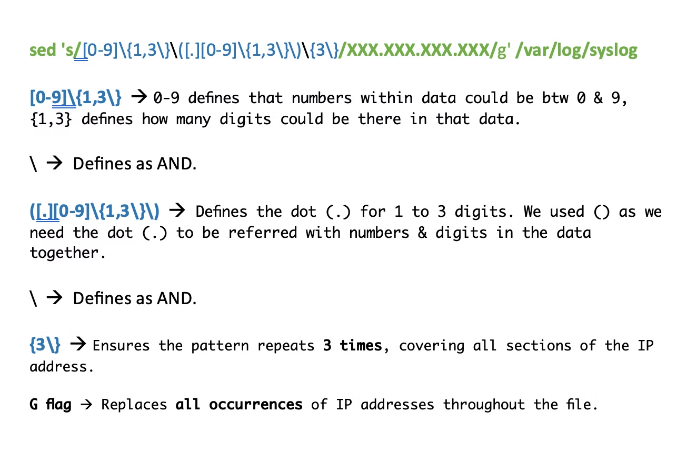 sed 's/[0-9]\{1,3\}\([.][0-9]\{1,3\}\)\{3\}/XXX.XXX.XXX.XXX/g' /var/log/syslog
[0-9]\{1,3\} → 0-9 defines that numbers within data could be btw 0 & 9,
{1,3} defines how many digits could be there in that data.
\ → Defines as AND.
([.][0-9]\{1,3\}\) → Defines the dot (.) for 1 to 3 digits. We used () as we
need the dot (.) to be referred with numbers & digits in the data
together.
\ → Defines as AND.
{3\} → Ensures the pattern repeats 3 times, covering all sections of the IP
address.
G flag → Replaces all occurrences of IP addresses throughout the file.